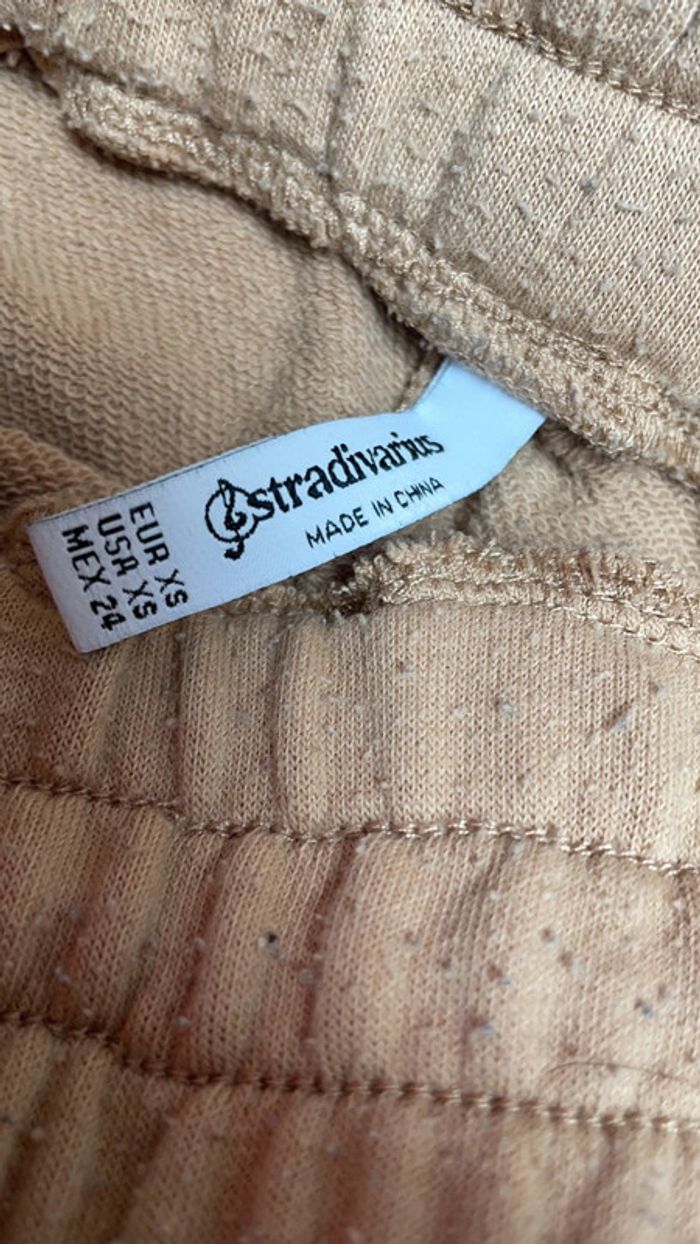 stradivarius
MADE IN CHINA
EUR XS
USA XS
MEX 24